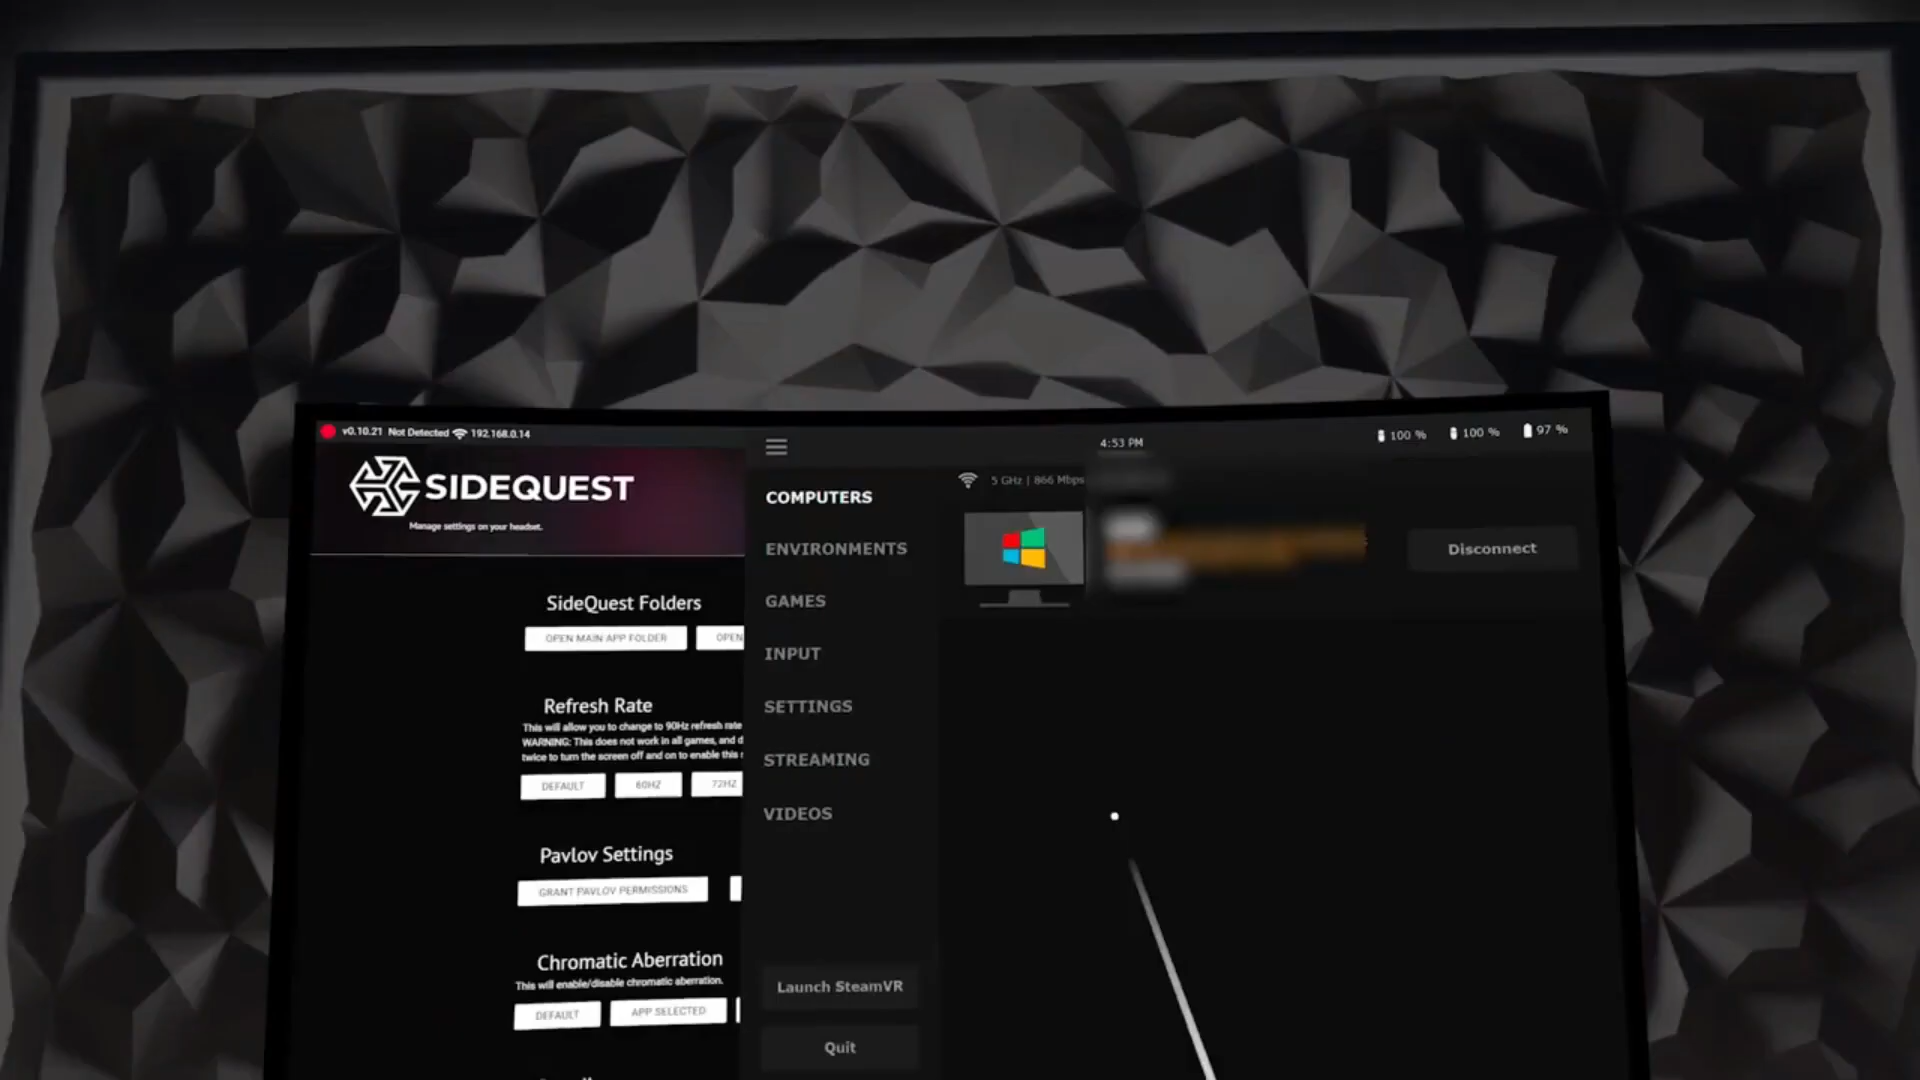 v0.10.21 Not Detected 192.168.0.14
SIDEQUEST
Manage settings on your headset.
SideQuest Folders
OPEN MAIN APP FOLDER OPEN
Refresh Rate
This will allow you to change to 90Hz refresh rate
WARNING: This does not work in all games, and d
twice to turn the screen off and on to enable this s
DEFAULT 60HZ 72HZ
Pavlov Settings
GRANT PAVLOV PERMISSIONS
Chromatic Aberration
This will enable/disable chromatic aberration.
DEFAULT APP SELECTED
4:53 PM
100 % 100 % 97 %
COMPUTERS
ENVIRONMENTS
GAMES
INPUT
SETTINGS
STREAMING
VIDEOS
Launch SteamVR
Quit
5 GHz | 866 Mbps
Disconnect